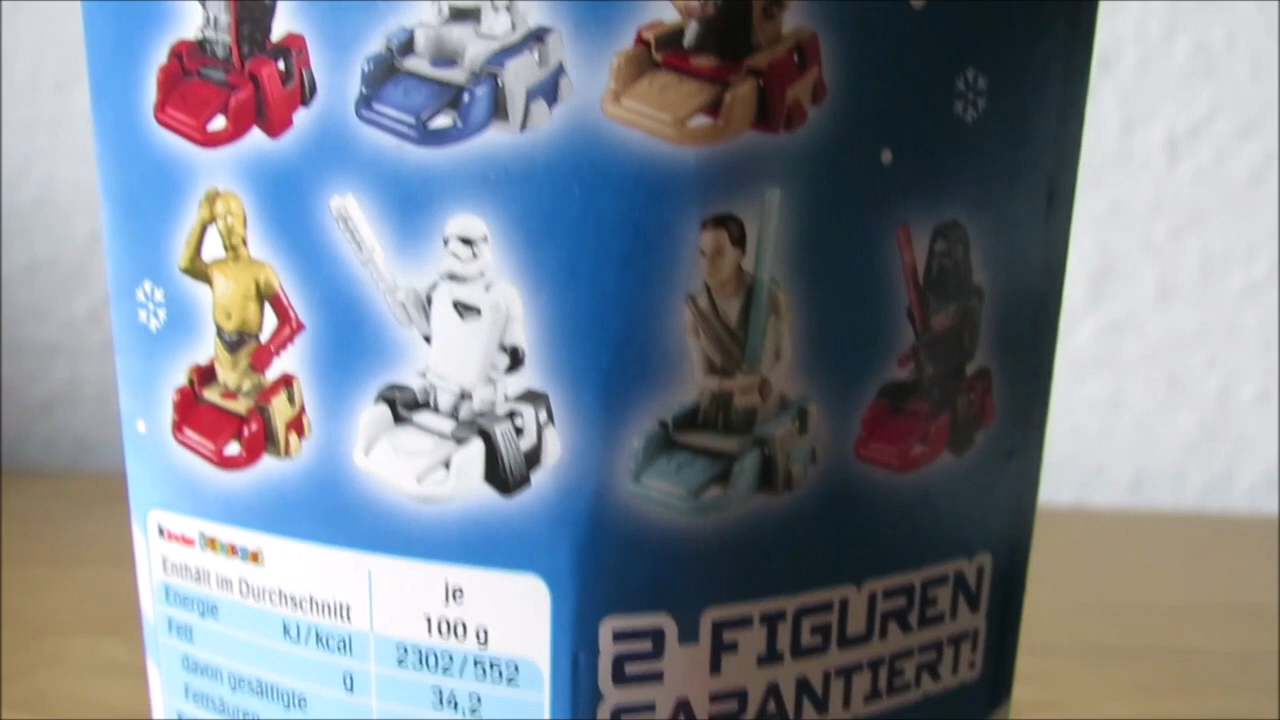 kinder
Enthält im Durchschnitt
je
100 g
Energie kJ/kcal
2302/552
Fett g
34,2
davon gesättigte
Fettsäuren
2 FIGUREN
GARANTIERT!